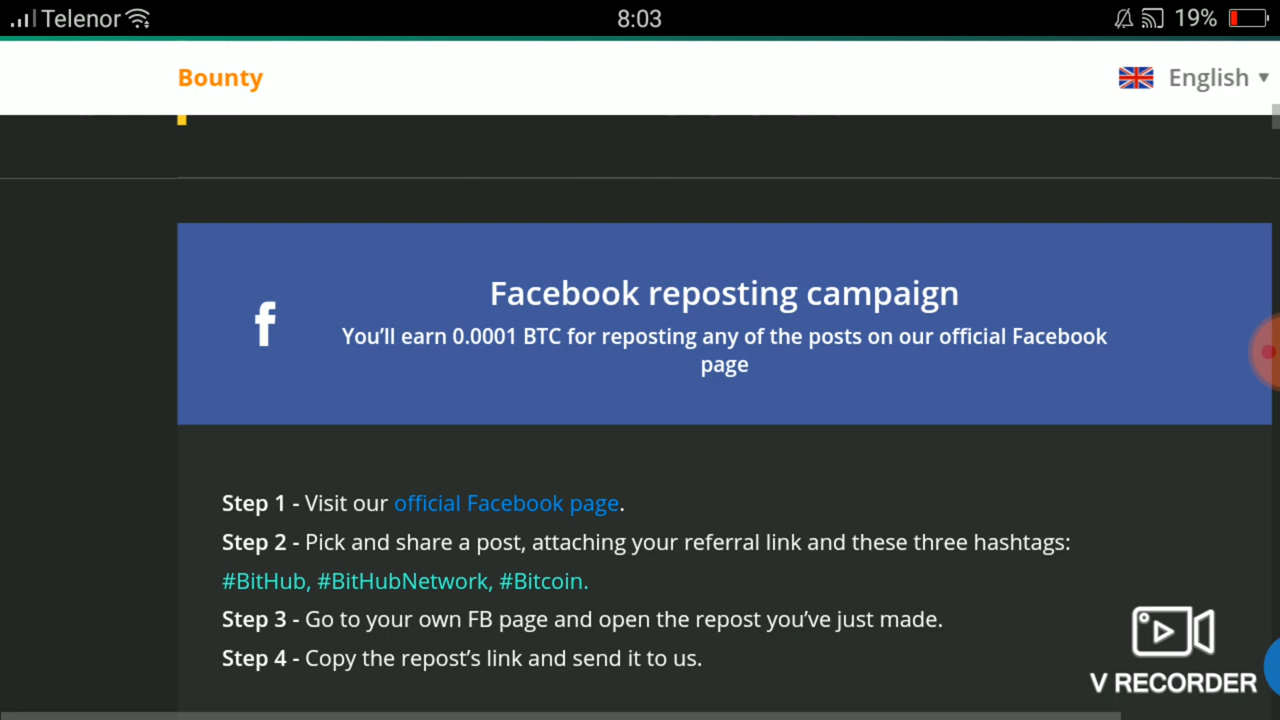 Telenor 8:03 19%
Bounty English
Facebook reposting campaign
You’ll earn 0.0001 BTC for reposting any of the posts on our official Facebook
page
Step 1 - Visit our official Facebook page.
Step 2 - Pick and share a post, attaching your referral link and these three hashtags:
#BitHub, #BitHubNetwork, #Bitcoin.
Step 3 - Go to your own FB page and open the repost you’ve just made.
Step 4 - Copy the repost’s link and send it to us.
V RECORDER